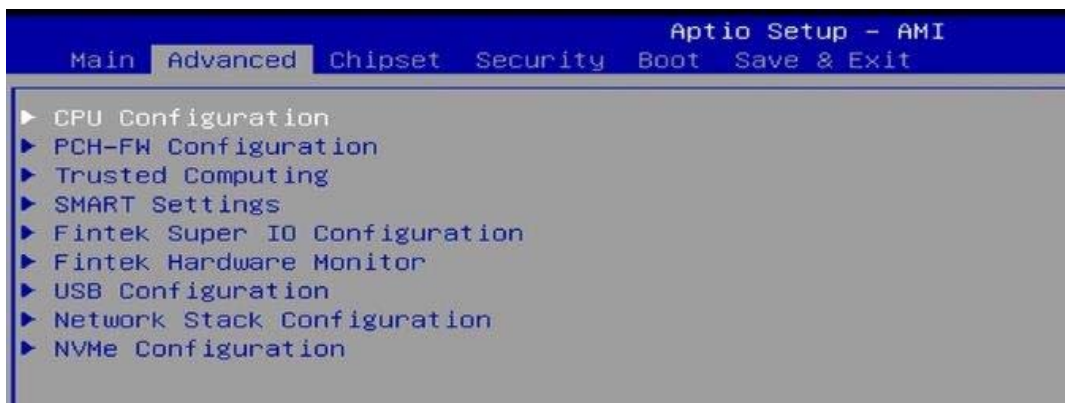 Aptio Setup – AMI
Main Advanced Chipset Security Boot Save & Exit
► CPU Configuration
► PCH-FW Configuration
► Trusted Computing
► SMART Settings
► Fintek Super IO Configuration
► Fintek Hardware Monitor
► USB Configuration
► Network Stack Configuration
► NVMe Configuration